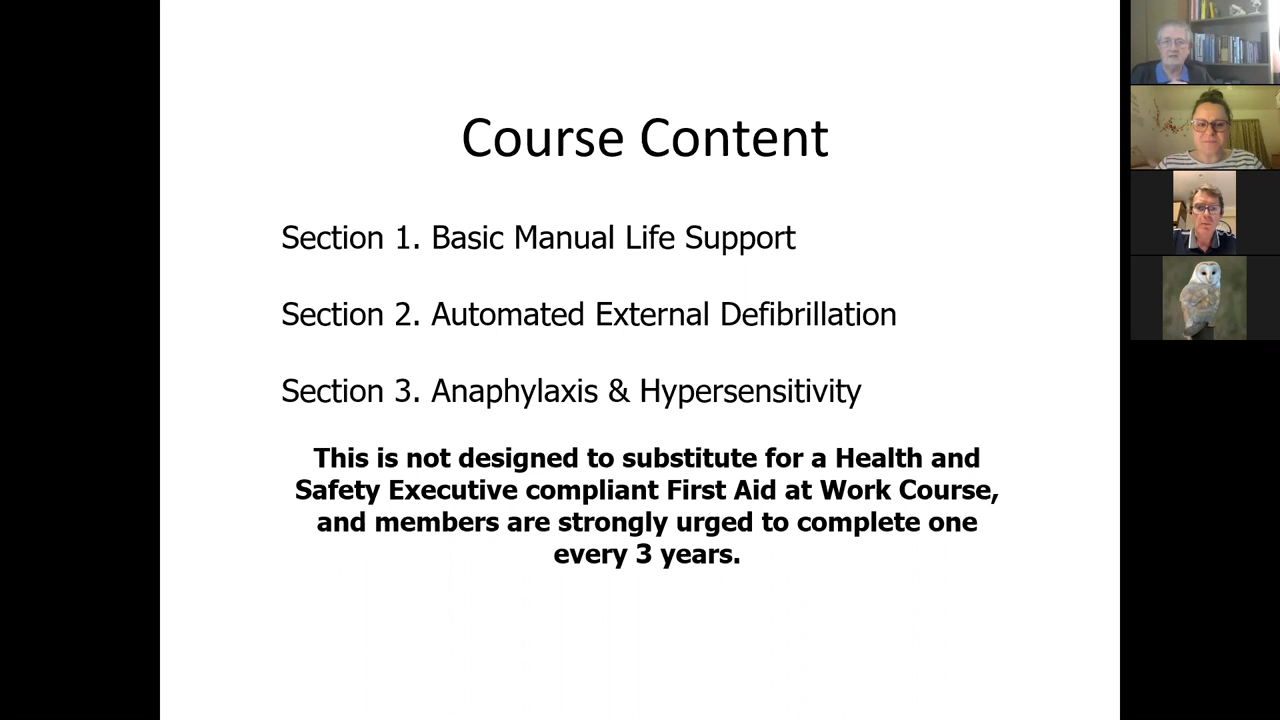 Course Content
Section 1. Basic Manual Life Support
Section 2. Automated External Defibrillation
Section 3. Anaphylaxis & Hypersensitivity
This is not designed to substitute for a Health and
Safety Executive compliant First Aid at Work Course,
and members are strongly urged to complete one
every 3 years.